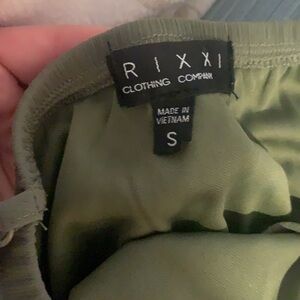 RIXXI
CLOTHING COMPANY
MADE IN
VIETNAM
S